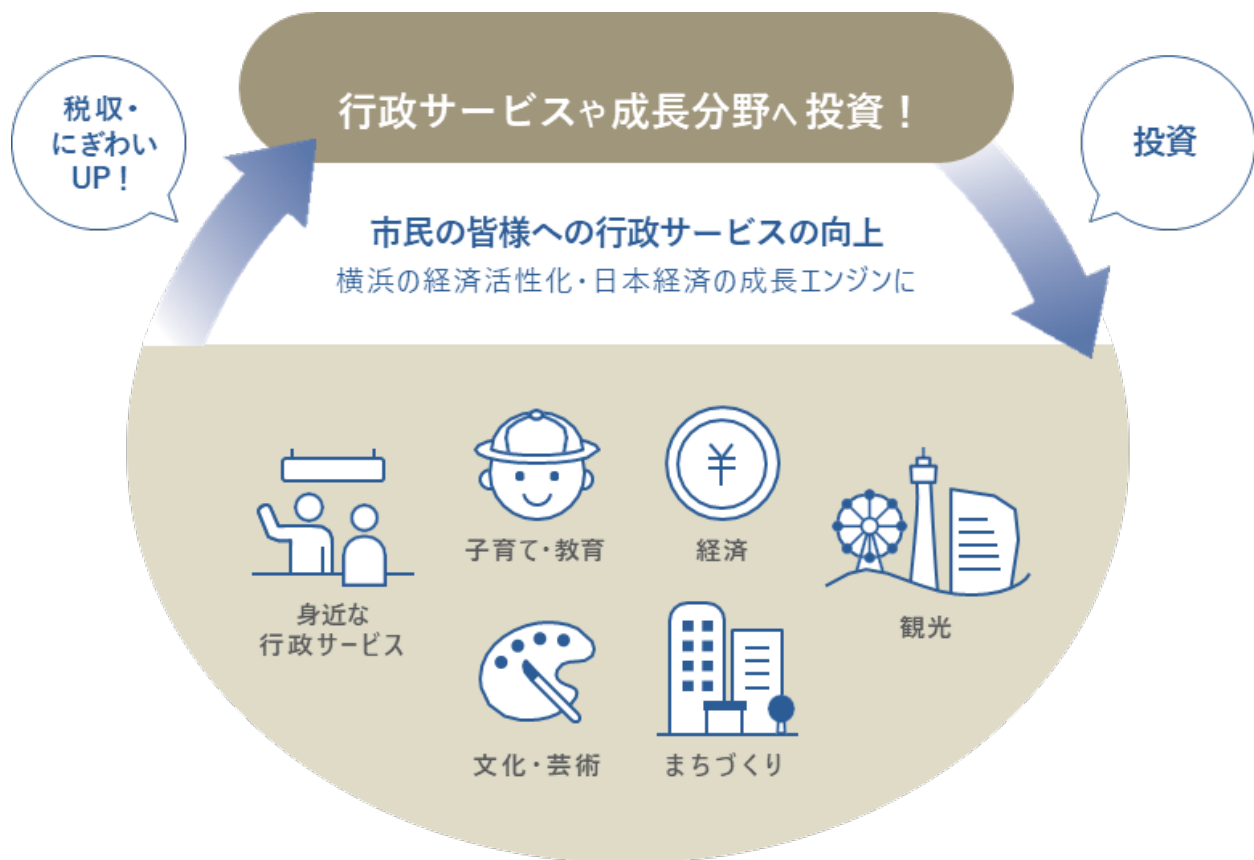 行政サービスや成長分野へ投資！
税収・
にぎわい
UP！
投資
市民の皆様への行政サービスの向上
横浜の経済活性化・日本経済の成長エンジンに
子育て・教育
経済
身近な
行政サービス
観光
文化・芸術
まちづくり